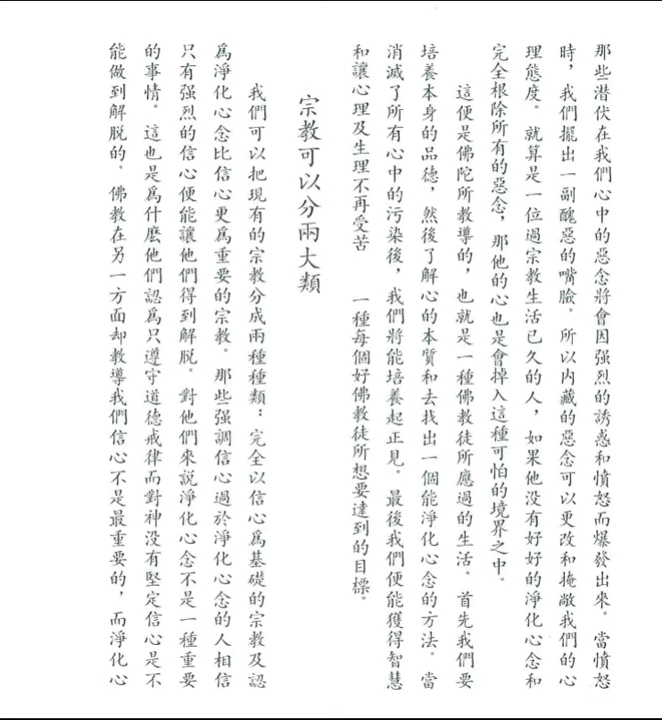 那些潜伏在我們心中的惡念將會因强烈的誘惑和憤怒而爆發出來。當憤怒
時，我們擺出一副醜惡的嘴臉。所以内藏的惡念可以更改和掩敝我們的心
理態度。就算是一位過宗教生活已久的人，如果他没有好好的淨化心念和
完全根除所有的惡念，那他的心也是會掉入這種可怕的境界之中。
這便是佛陀所教導的，也就是一種佛教徒所應過的生活。首先我們要
培養本身的品德，然後了解心的本質和去找出一個能淨化心念的方法。當
消滅了所有心中的污染後，我們將能培養起正見。最後我們便能獲得智慧
和讓心理及生理不再受苦 一種每個好佛教徒所想要達到的目標。
宗教可以分兩大類
我們可以把現有的宗教分成兩種種類：完全以信心爲基礎的宗教及認
爲淨化心念比信心更爲重要的宗教。那些强調信心過於淨化心念的人相信
只有强烈的信心便能讓他們得到解脱。對他們來説淨化心念不是一種重要
的事情。這也是爲什麽他們認爲只遵守道德戒律而對神没有堅定信心是不
能做到解脱的。佛教在另一方面却教導我們信心不是最重要的，而淨化心